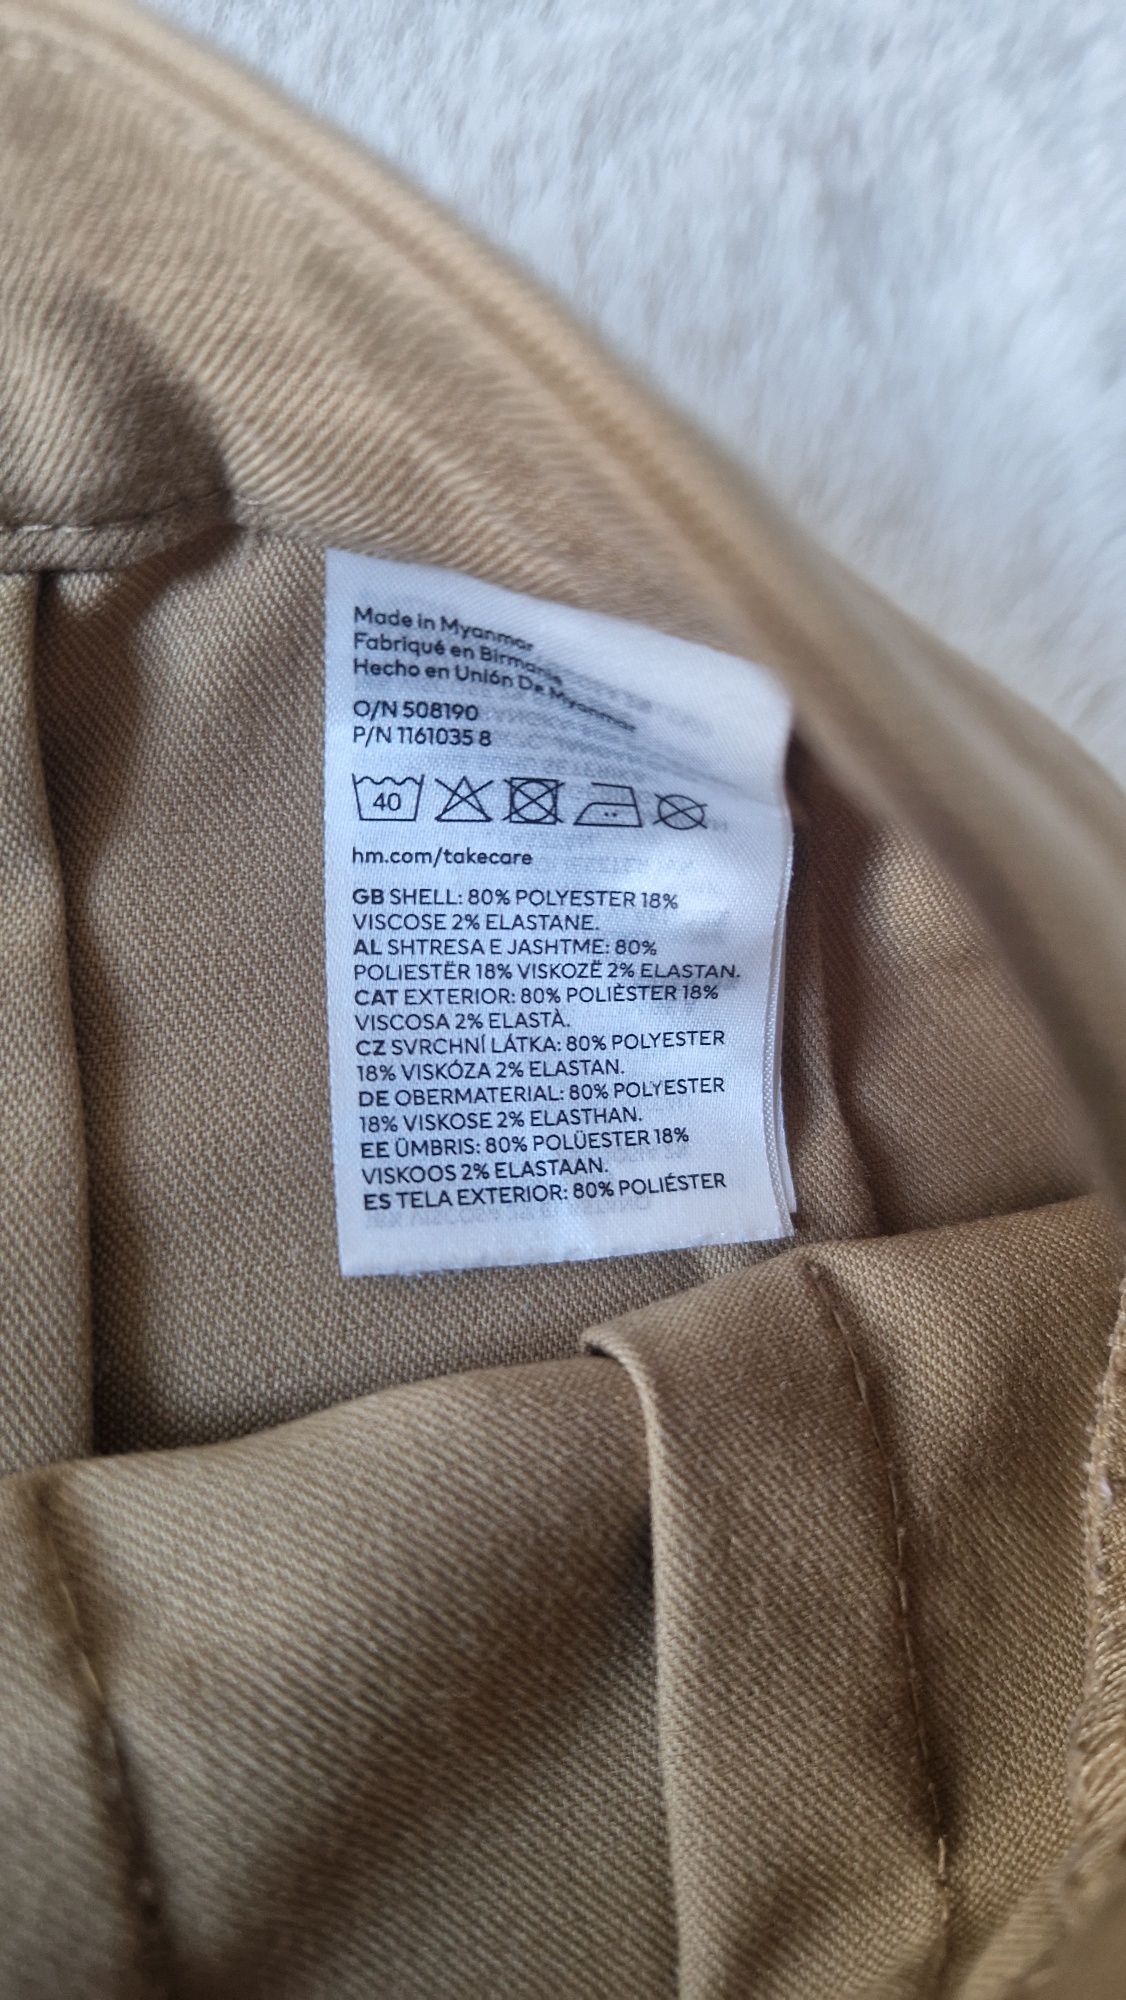 Made in Myanmar
Fabriqué en Birmanie
Hecho en Unión De Myanmar
O/N 508190
P/N 1161035 8
40
hm.com/takecare
GB SHELL: 80% POLYESTER 18%
VISCOSE 2% ELASTANE.
AL SHTRESA E JASHTME: 80%
POLIESTËR 18% VISKOZË 2% ELASTAN.
CAT EXTERIOR: 80% POLIÈSTER 18%
VISCOSA 2% ELASTÀ.
CZ SVRCHNÍ LÁTKA: 80% POLYESTER
18% VISKÓZA 2% ELASTAN.
DE OBERMATERIAL: 80% POLYESTER
18% VISKOSE 2% ELASTHAN.
EE ÜMBRIS: 80% POLÜESTER 18%
VISKOOS 2% ELASTAAN.
ES TELA EXTERIOR: 80% POLIÉSTER